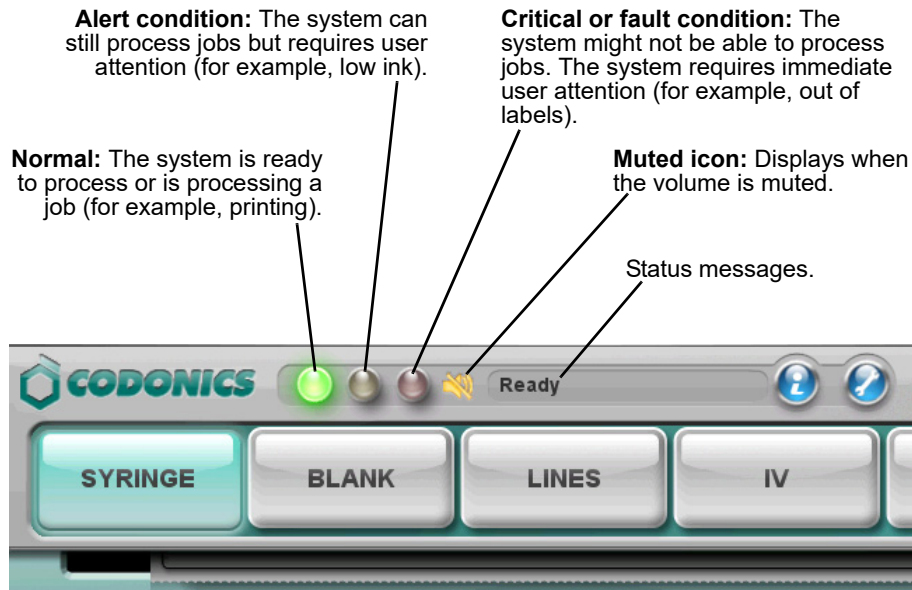 Alert condition: The system can
still process jobs but requires user
attention (for example, low ink).
Critical or fault condition: The
system might not be able to process
jobs. The system requires immediate
user attention (for example, out of
labels).
Normal: The system is ready
to process or is processing a
job (for example, printing).
Muted icon: Displays when
the volume is muted.
Status messages.
CODONICS
Ready
SYRINGE
BLANK
LINES
IV